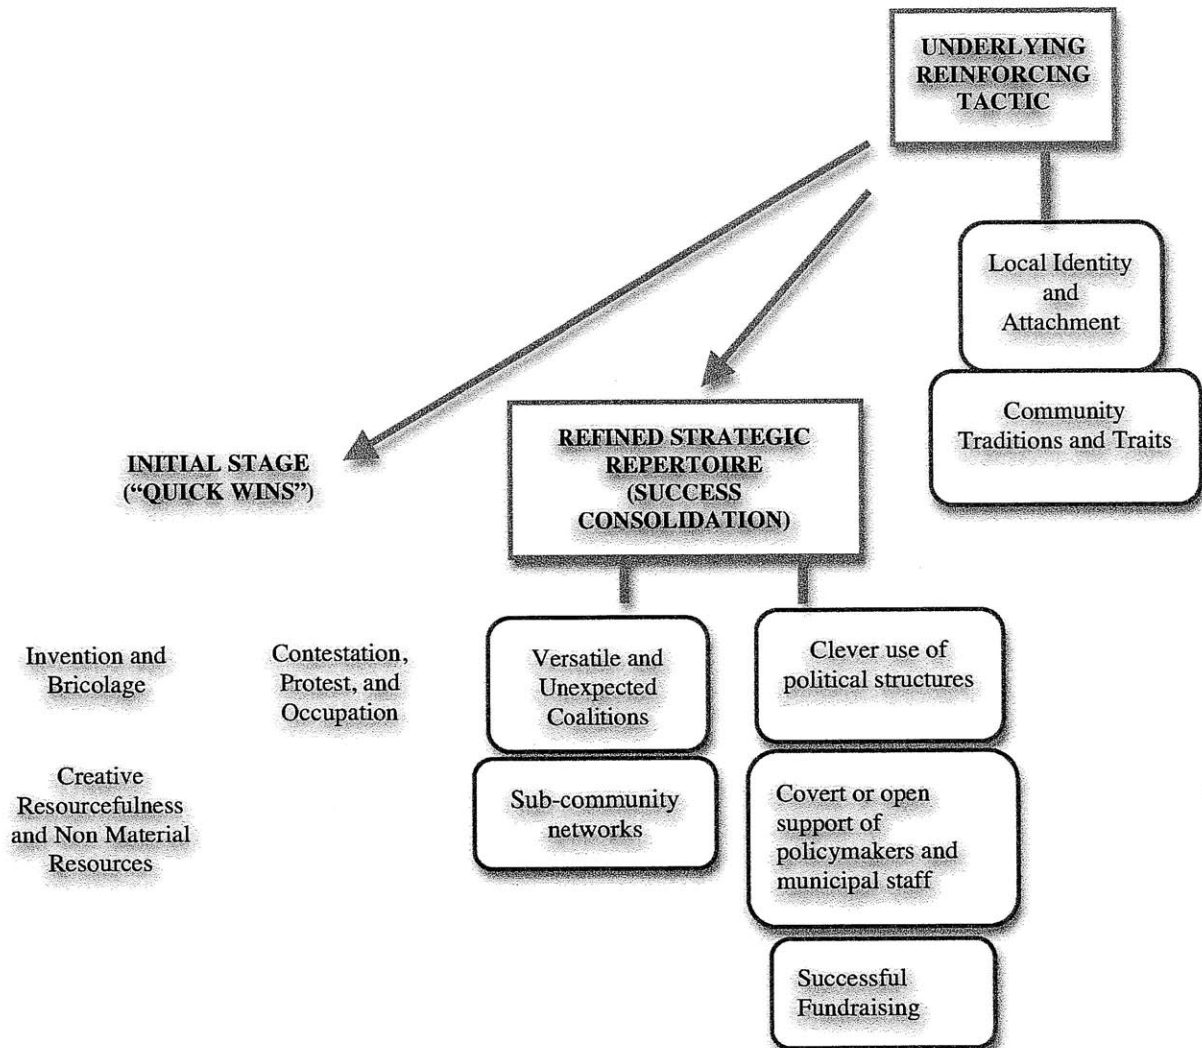 UNDERLYING
REINFORCING
TACTIC
Local Identity
and
Attachment
Community
Traditions and Traits
INITIAL STAGE
(“QUICK WINS”)
REFINED STRATEGIC
REPERTOIRE
(SUCCESS
CONSOLIDATION)
Invention and
Bricolage
Contestation,
Protest, and
Occupation
Versatile and
Unexpected
Coalitions
Clever use of
political structures
Creative
Resourcefulness
and Non Material
Resources
Sub-community
networks
Covert or open
support of
policymakers and
municipal staff
Successful
Fundraising